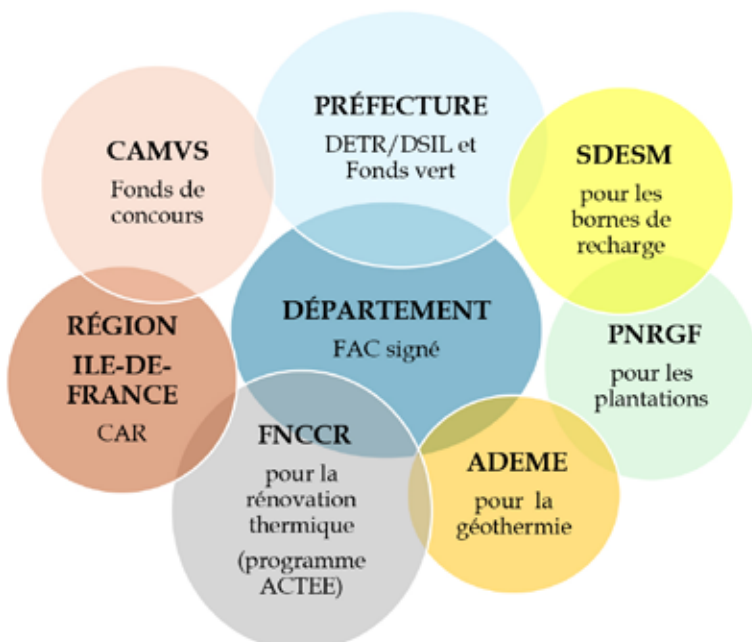 PRÉFECTURE
DETR/DSIL et
Fonds vert
CAMVS
Fonds de
concours
SDESM
pour les
bornes de
recharge
DÉPARTEMENT
FAC signé
RÉGION
ILE-DE-
FRANCE
CAR
PNRGF
pour les
plantations
FNCCR
pour la
rénovation
thermique
(programme
ACTEE)
ADEME
pour la
géothermie